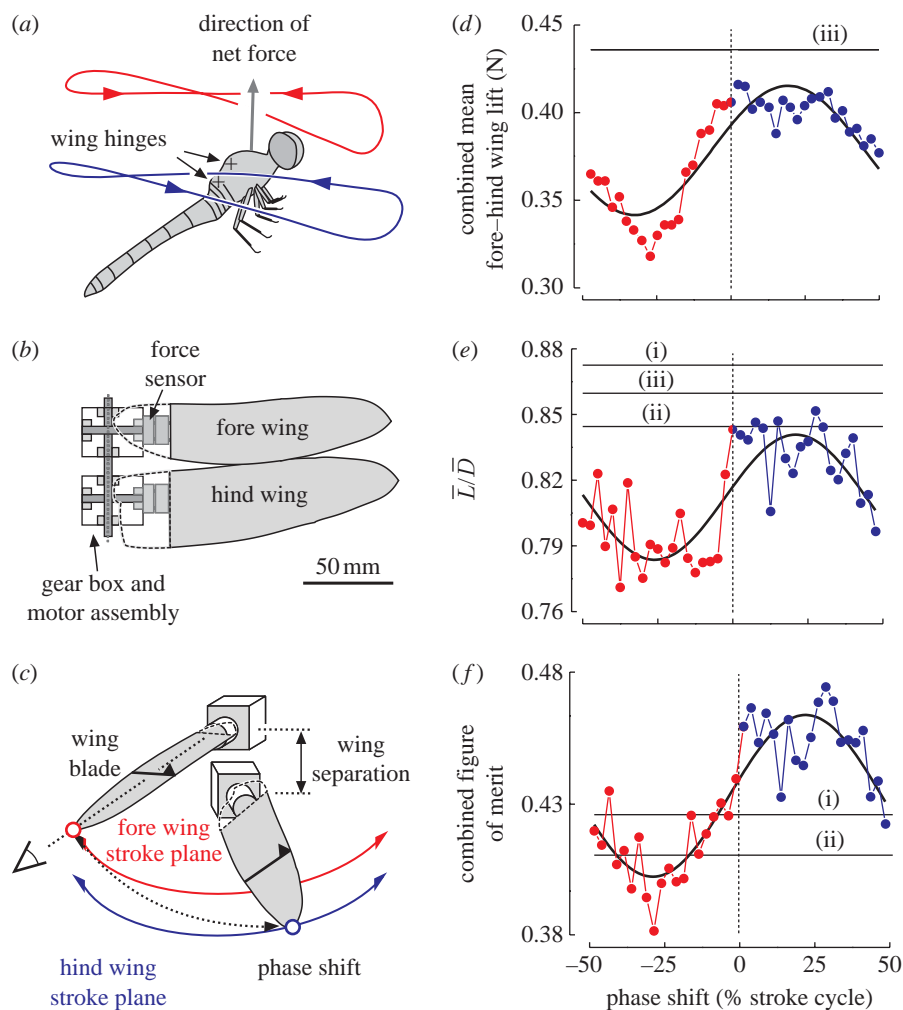 (a)
direction of
net force
wing hinges
(b)
force
sensor
fore wing
hind wing
gear box and
motor assembly
50 mm
(c)
wing
blade
wing
separation
fore wing
stroke plane
hind wing
stroke plane
phase shift
(d)
combined mean
fore–hind wing lift (N)
0.45
0.40
0.35
0.30
(iii)
(e)
L̅/D̅
0.88
0.85
0.82
0.79
0.76
(i)
(iii)
(ii)
(f)
combined figure
of merit
0.48
0.43
0.38
(i)
(ii)
–50 –25 0 25 50
phase shift (% stroke cycle)